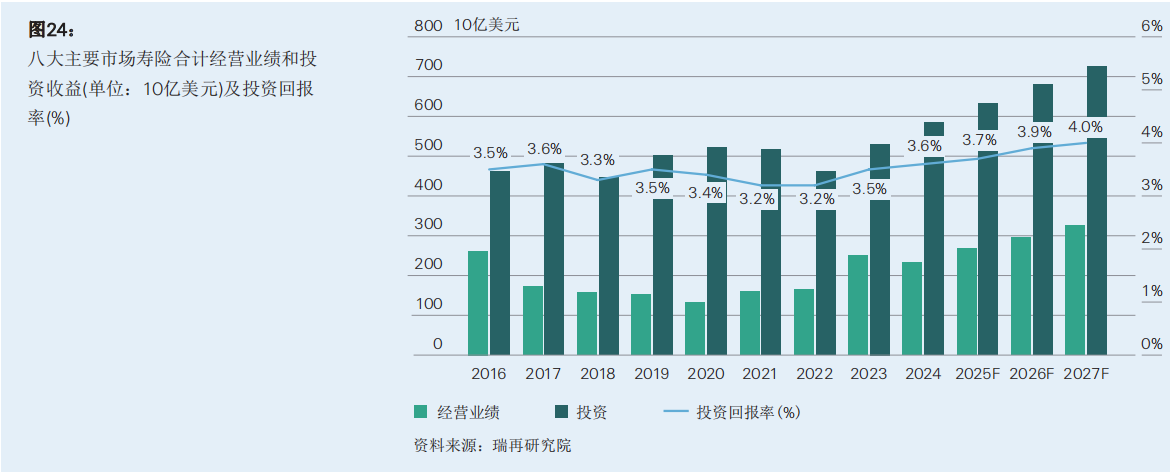 图24：
八大主要市场寿险合计经营业绩和投
资收益(单位：10亿美元)及投资回报
率(%)
800 10亿美元 6%
700
5%
600
500 4%
400
3%
300
2%
200
1%
100
0 0%
3.5% 3.6% 3.3% 3.5% 3.4% 3.2% 3.2% 3.5% 3.6% 3.7% 3.9% 4.0%
2016 2017 2018 2019 2020 2021 2022 2023 2024 2025F 2026F 2027F
经营业绩 投资 投资回报率(%)
资料来源：瑞再研究院